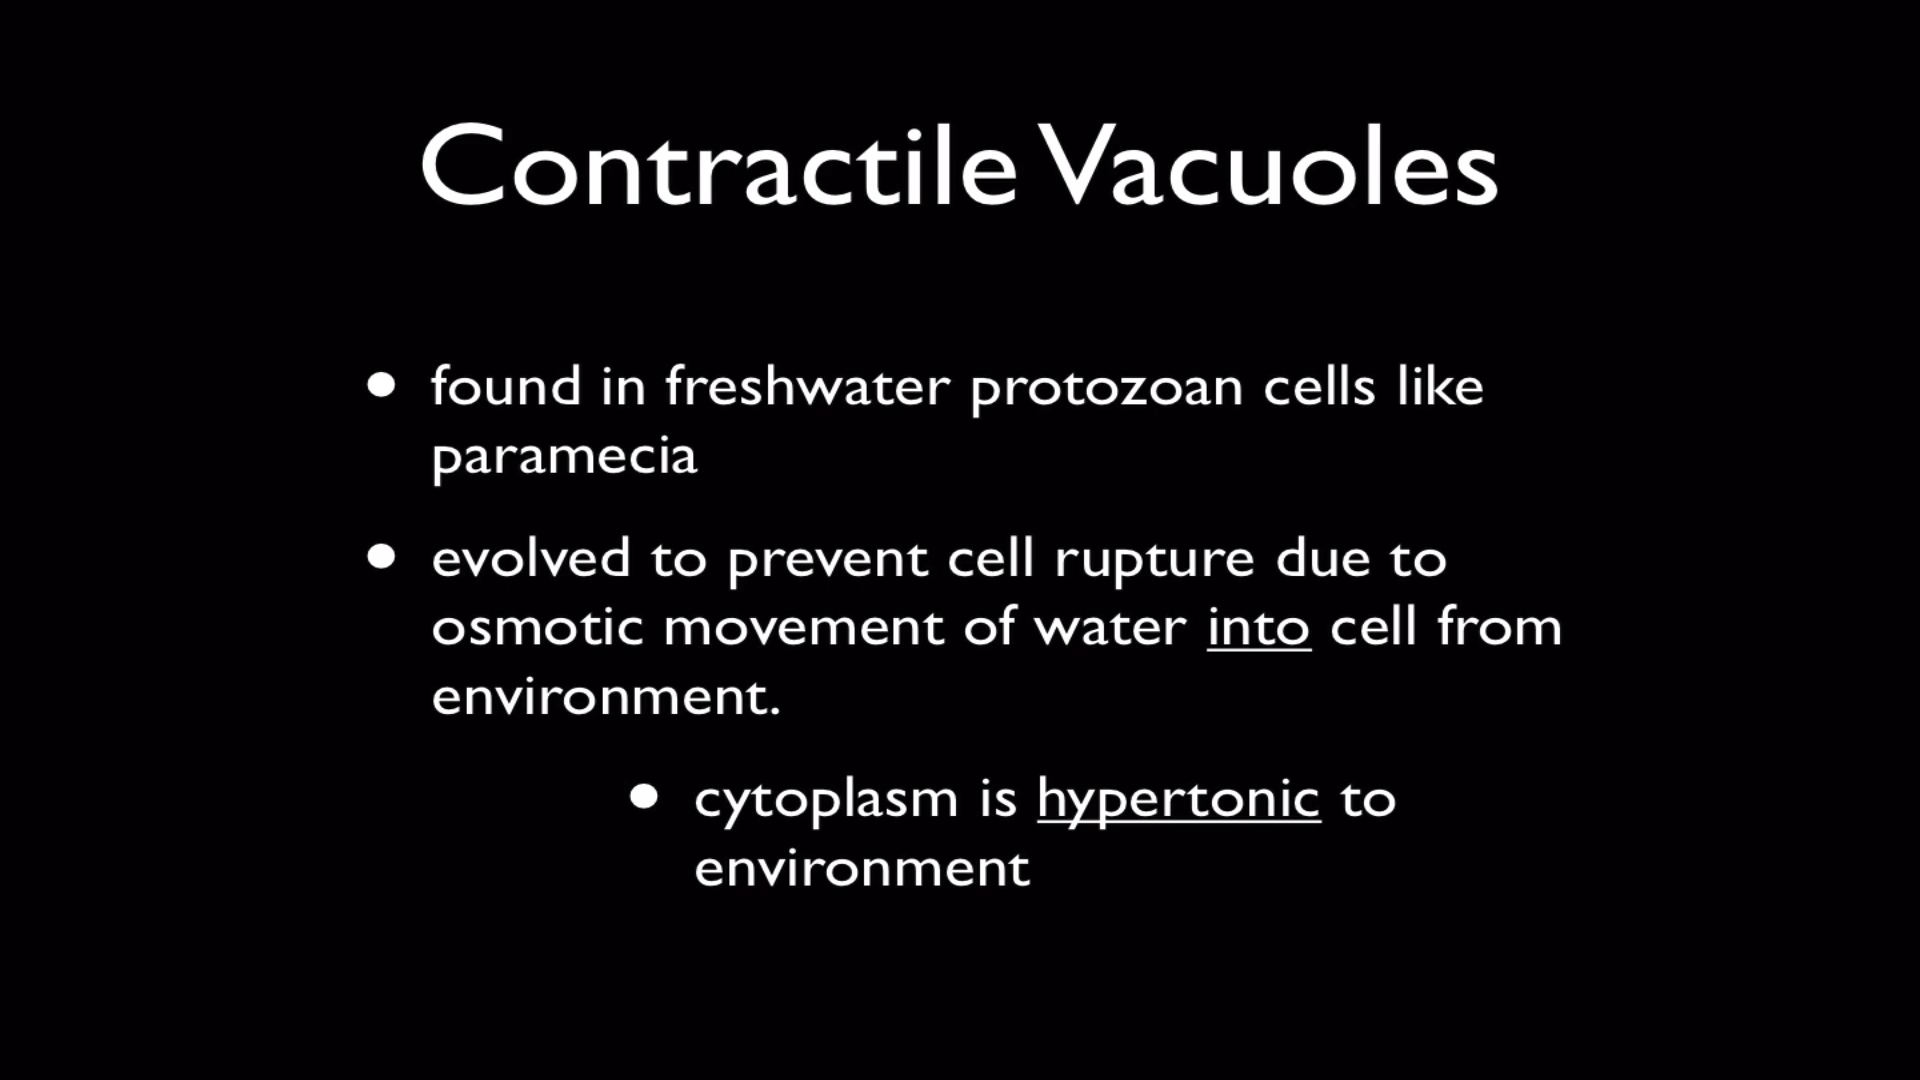 Contractile Vacuoles
• found in freshwater protozoan cells like
paramecia
• evolved to prevent cell rupture due to
osmotic movement of water into cell from
environment.
• cytoplasm is hypertonic to
environment